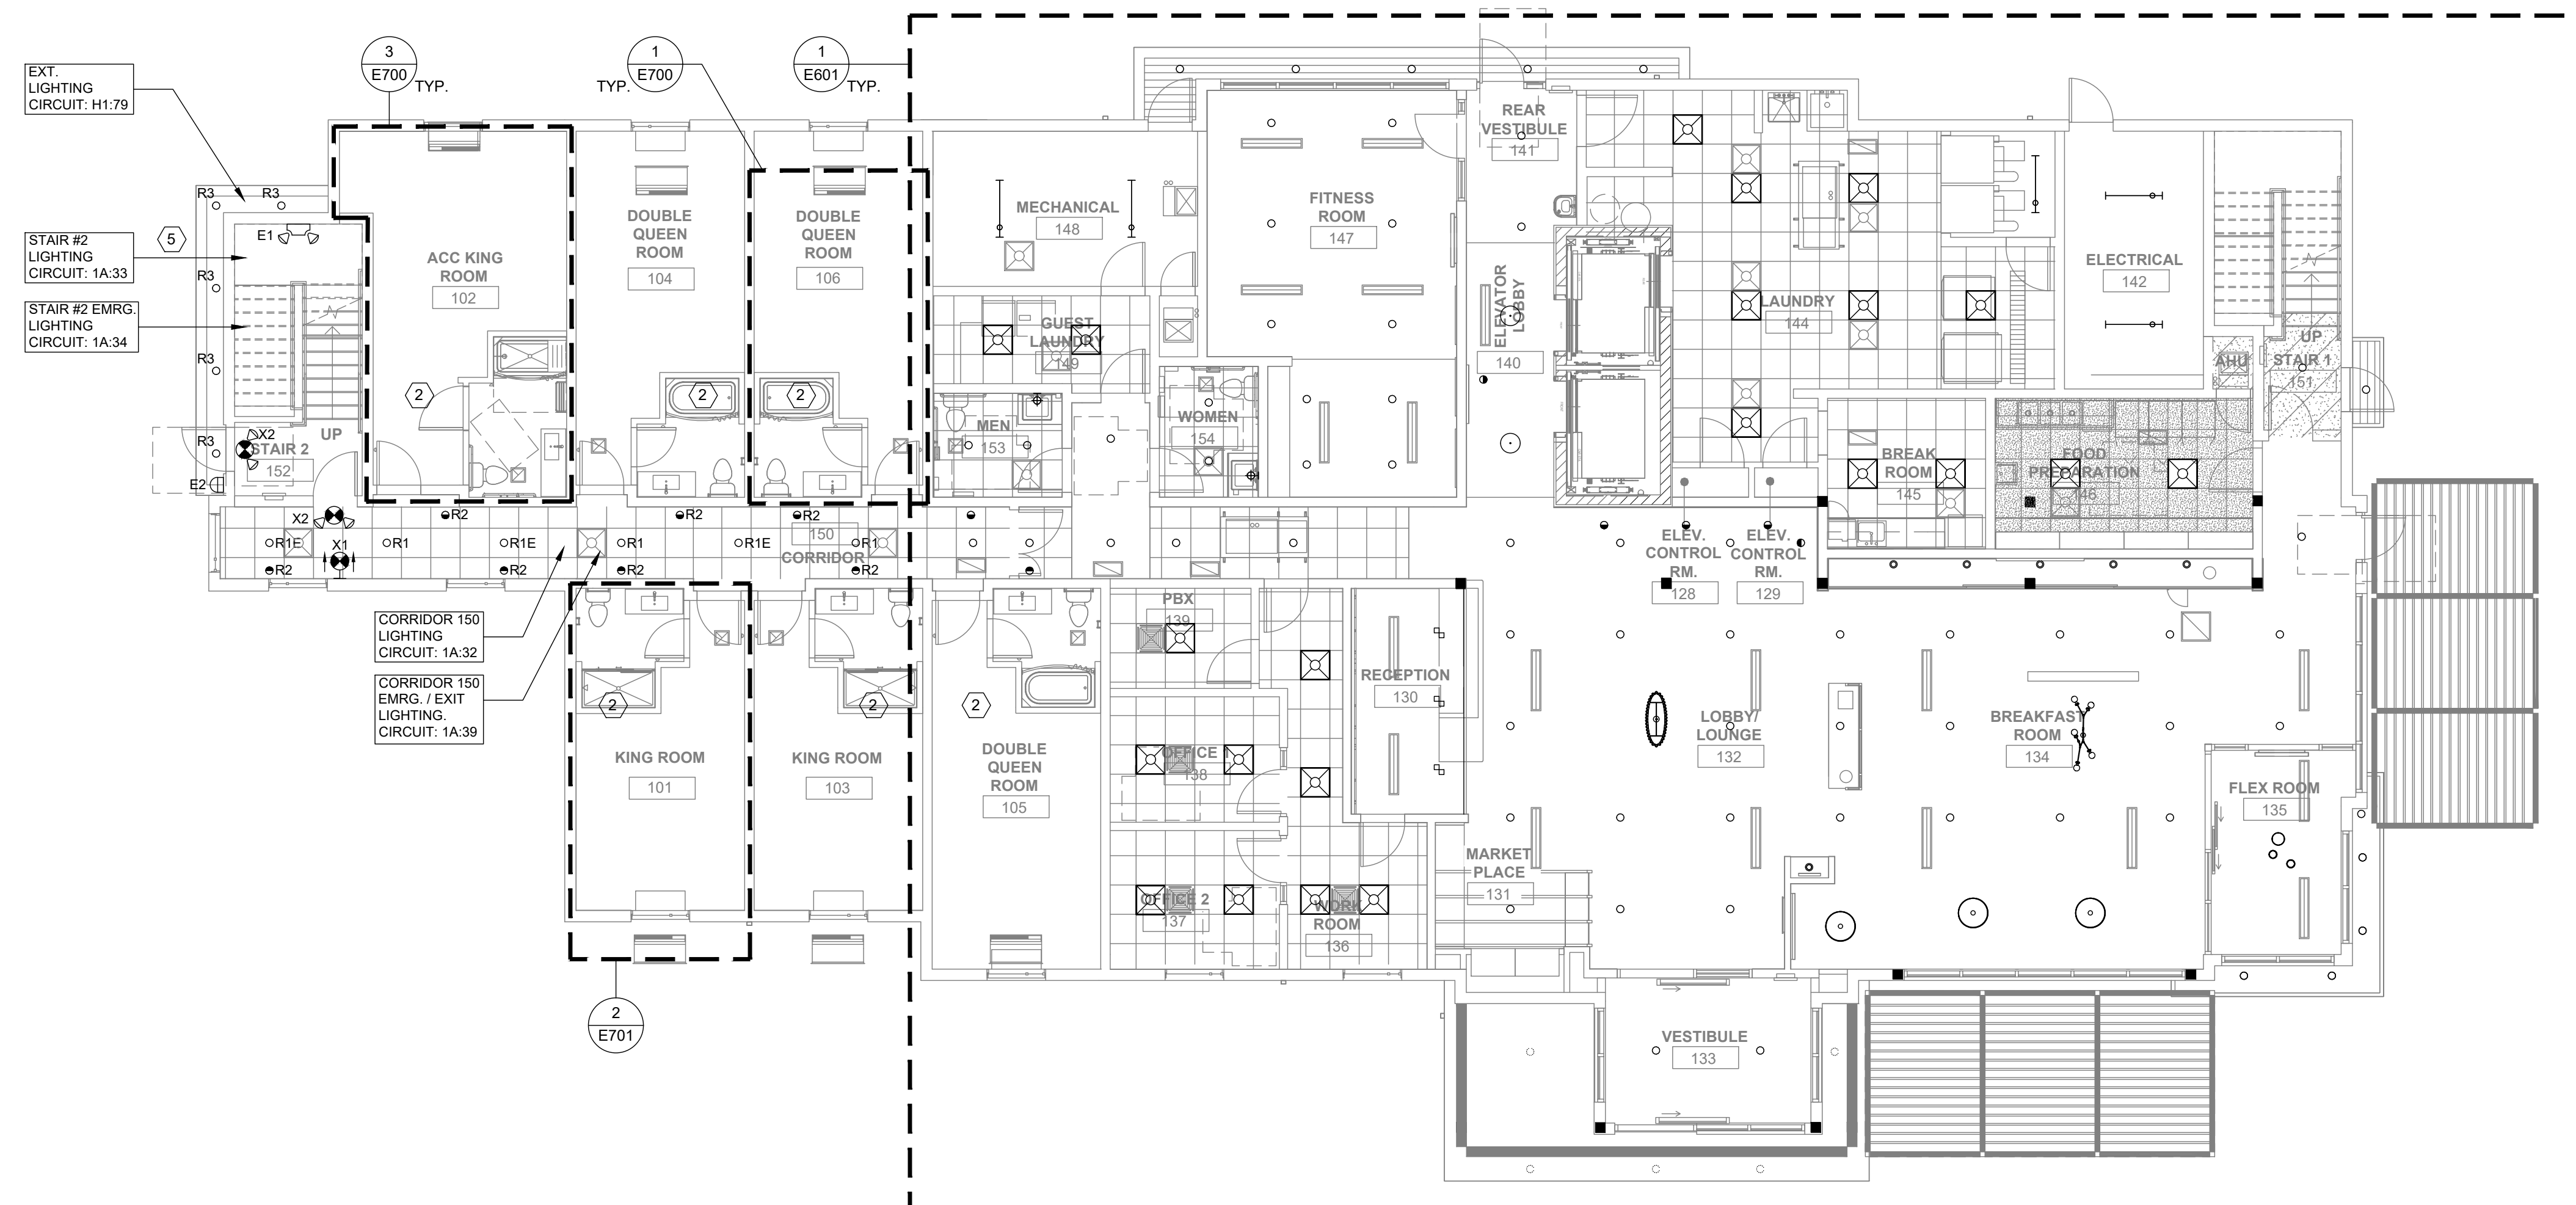 3
E700
TYP.
1
E700
TYP.
1
E601
TYP.
EXT.
LIGHTING
CIRCUIT: H1:79
STAIR #2
LIGHTING
CIRCUIT: 1A:33
STAIR #2 EMRG.
LIGHTING
CIRCUIT: 1A:34
5
R3
R3
R3
R3
R3
E1
E2
X2
UP
STAIR 2
152
ACC KING
ROOM
102
2
DOUBLE
QUEEN
ROOM
104
2
DOUBLE
QUEEN
ROOM
106
2
MECHANICAL
148
GUEST
LAUNDRY
149
MEN
153
WOMEN
154
FITNESS
ROOM
147
REAR
VESTIBULE
141
ELEVATOR
LOBBY
140
LAUNDRY
144
ELECTRICAL
142
UP
STAIR 1
151
AHU
BREAK
ROOM
145
FOOD
PREPARATION
146
X2
X1
R2
R2
R2
R1E
R1
R1E
R1
R1E
R1
R2
R2
R2
R2
150
CORRIDOR
ELEV.
CONTROL
RM.
128
ELEV.
CONTROL
RM.
129
CORRIDOR 150
LIGHTING
CIRCUIT: 1A:32
CORRIDOR 150
EMRG. / EXIT
LIGHTING.
CIRCUIT: 1A:39
2
KING ROOM
101
2
KING ROOM
103
2
DOUBLE
QUEEN
ROOM
105
PBX
139
OFFICE 1
138
OFFICE 2
137
WORK
ROOM
136
RECEPTION
130
MARKET
PLACE
131
LOBBY/
LOUNGE
132
BREAKFAST
ROOM
134
FLEX ROOM
135
VESTIBULE
133
2
E701